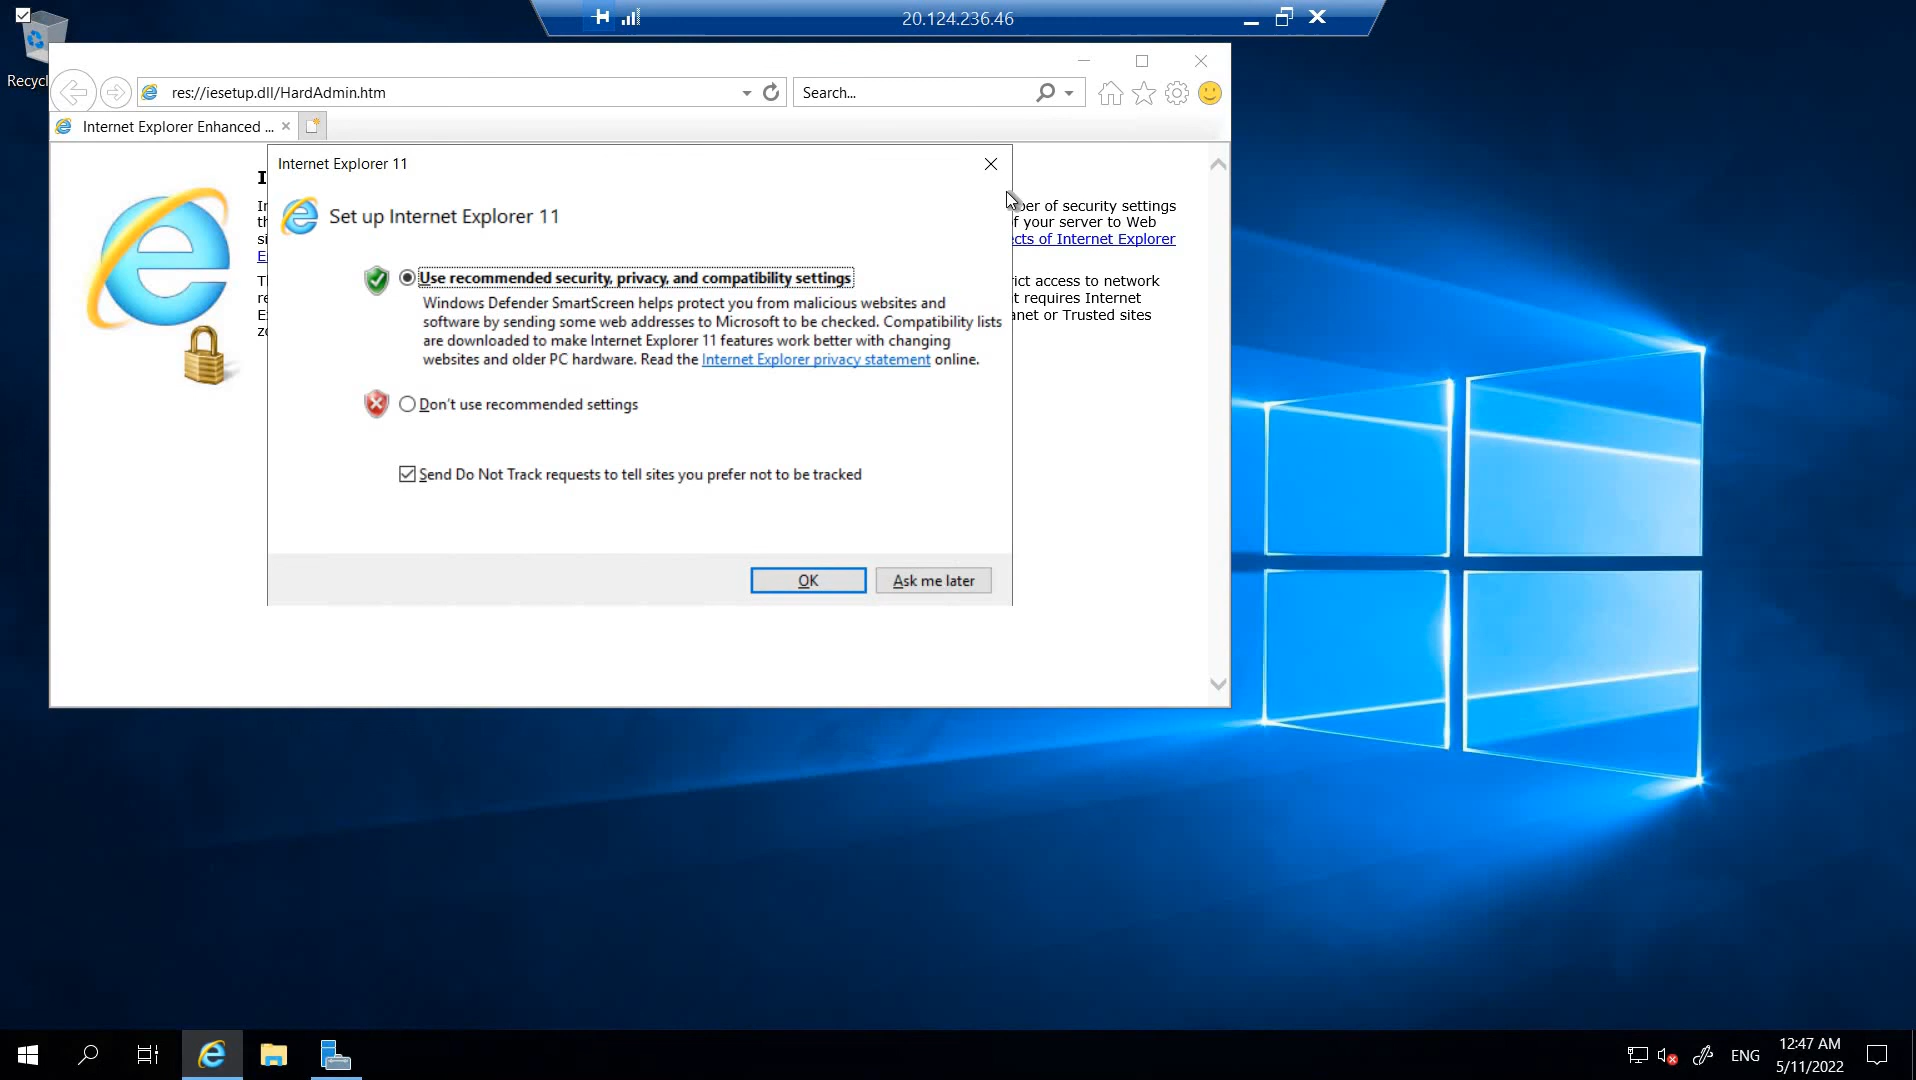 20.124.236.46
Recycl
res://iesetup.dll/HardAdmin.htm
Search...
Internet Explorer Enhanced ...
Internet Explorer 11
Set up Internet Explorer 11
of security settings
your server to Web
of Internet Explorer
access to network
requires Internet
or Trusted sites
Use recommended security, privacy, and compatibility settings
Windows Defender SmartScreen helps protect you from malicious websites and
software by sending some web addresses to Microsoft to be checked. Compatibility lists
are downloaded to make Internet Explorer 11 features work better with changing
websites and older PC hardware. Read the Internet Explorer privacy statement online.
Don't use recommended settings
Send Do Not Track requests to tell sites you prefer not to be tracked
OK
Ask me later
ENG
12:47 AM
5/11/2022